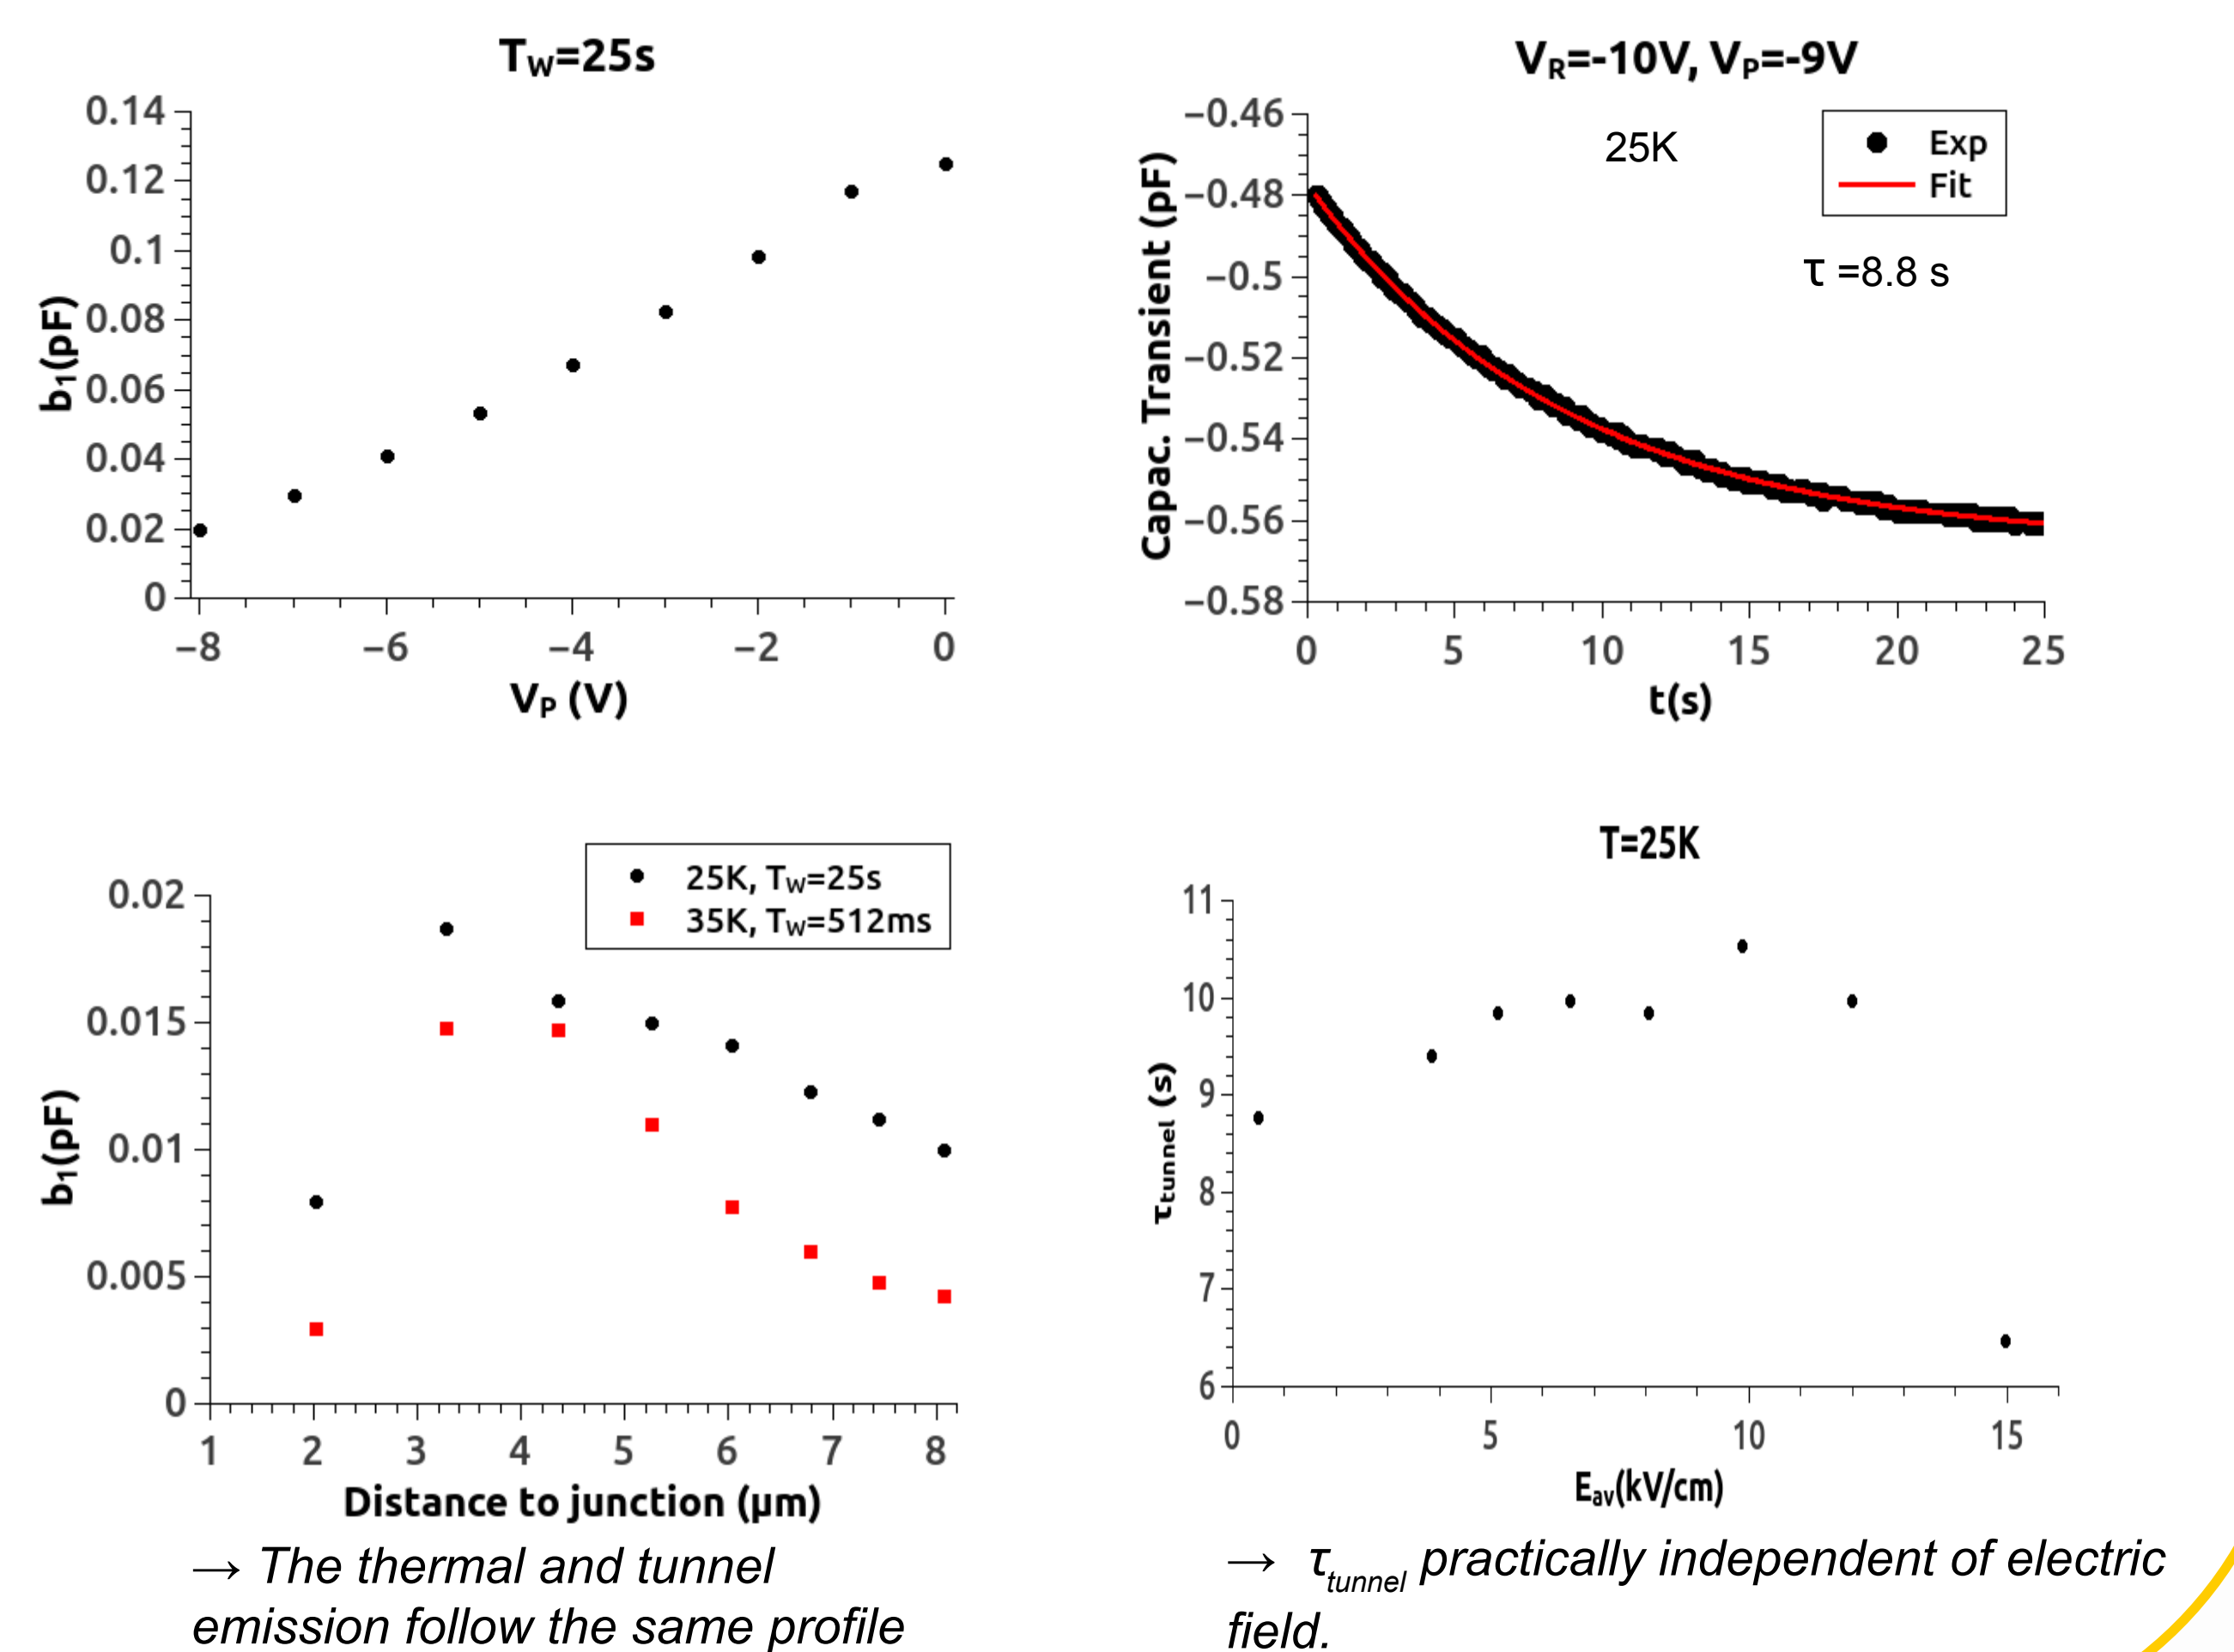 T_W=25s
0.14
0.12
0.1
0.08
0.06
0.04
0.02
0
b₁(pF)
−8 −6 −4 −2 0
V_P (V)
V_R=-10V, V_P=-9V
−0.46
−0.48
−0.5
−0.52
−0.54
−0.56
−0.58
Capac. Transient (pF)
25K
Exp
Fit
τ =8.8 s
0 5 10 15 20 25
t(s)
25K, T_W=25s
35K, T_W=512ms
0.02
0.015
0.01
0.005
0
b₁(pF)
1 2 3 4 5 6 7 8
Distance to junction (µm)
→ The thermal and tunnel
emission follow the same profile
T=25K
11
10
9
8
7
6
τ_tunnel (s)
0 5 10 15
E_av(kV/cm)
→ τ_tunnel practically independent of electric
field.